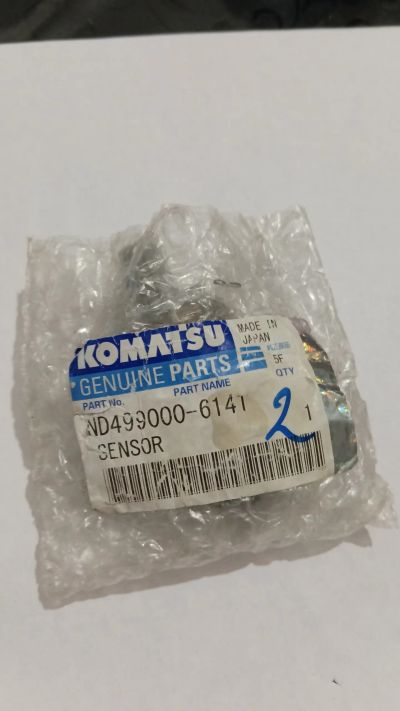 KOMATSU
MADE IN
JAPAN
GENUINE PARTS
5F
PART No.
PART NAME
QTY
ND499000-6141
1
SENSOR
2